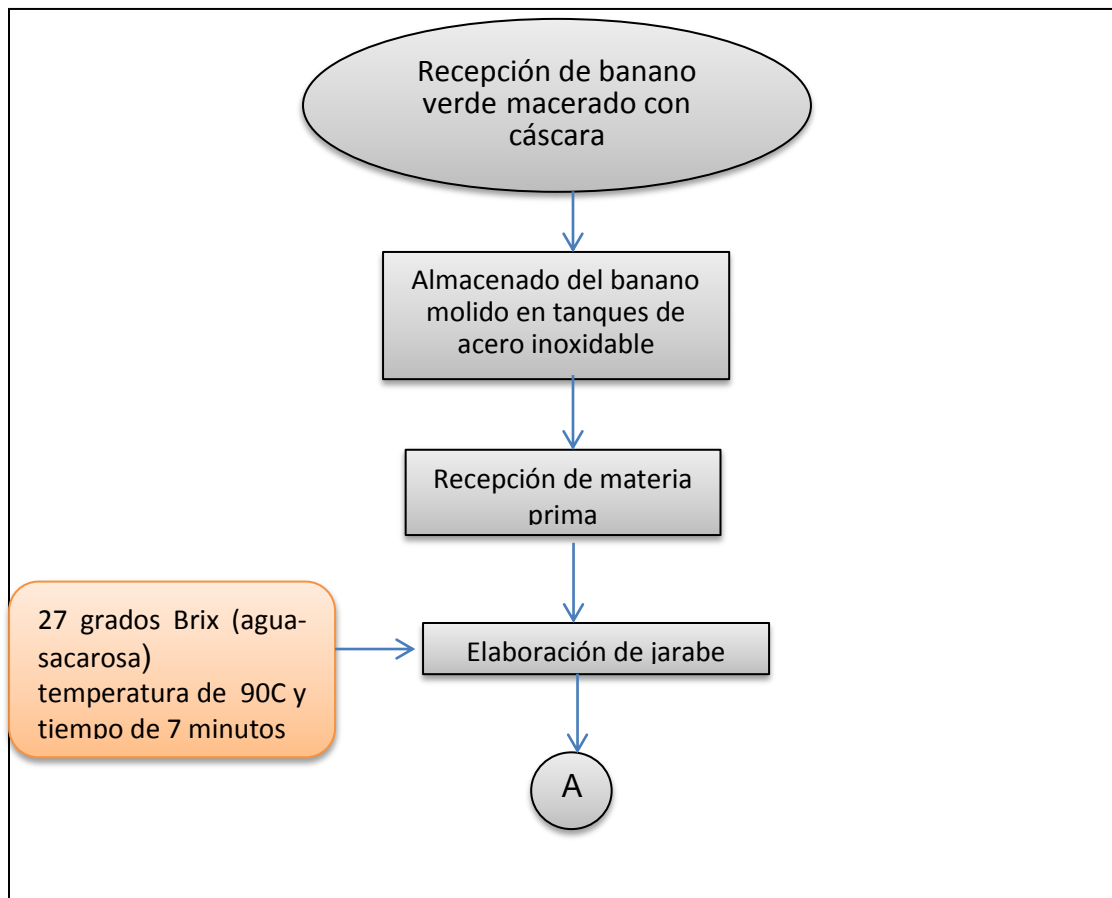 Recepción de banano
verde macerado con
cáscara
Almacenado del banano
molido en tanques de
acero inoxidable
Recepción de materia
prima
27 grados Brix (agua-
sacarosa)
temperatura de 90C y
tiempo de 7 minutos
Elaboración de jarabe
A